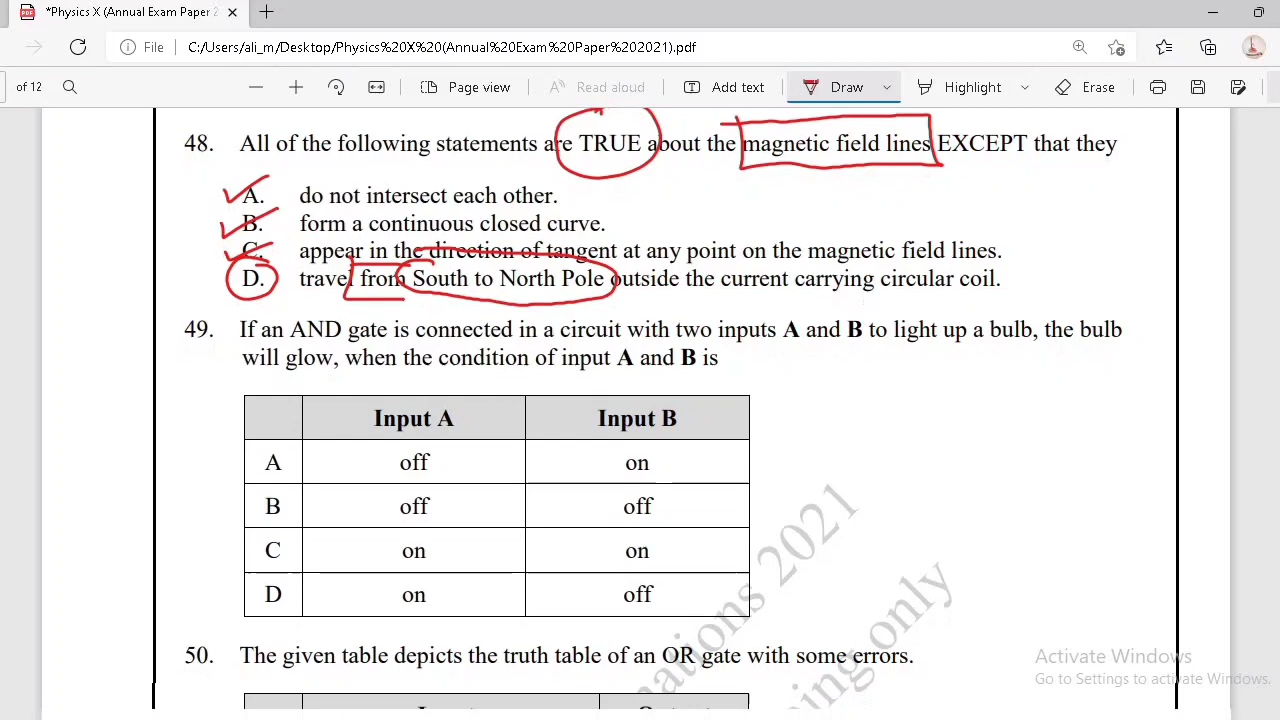 *Physics X (Annual Exam Paper 2
File C:/Users/ali_m/Desktop/Physics%20X%20(Annual%20Exam%20Paper%202021).pdf
of 12
Page view
Read aloud
Add text
Draw
Highlight
Erase
48. All of the following statements are TRUE about the magnetic field lines EXCEPT that they
A. do not intersect each other.
B. form a continuous closed curve.
C. appear in the direction of tangent at any point on the magnetic field lines.
D. travel from South to North Pole outside the current carrying circular coil.
49. If an AND gate is connected in a circuit with two inputs A and B to light up a bulb, the bulb
will glow, when the condition of input A and B is
Input A Input B
A off on
B off off
C on on
D on off
50. The given table depicts the truth table of an OR gate with some errors.
2021
only
Activate Windows
Go to Settings to activate Windows.